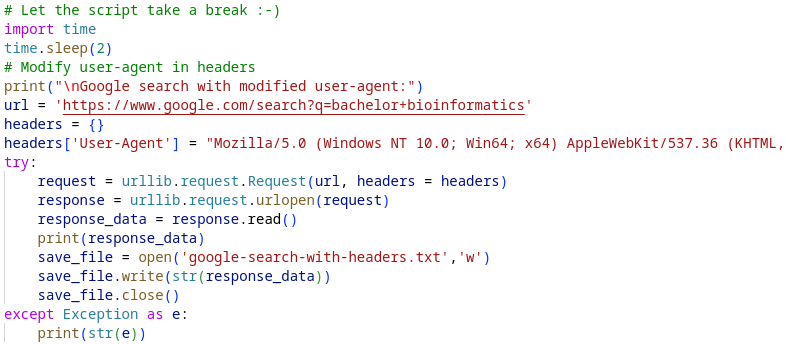 # Let the script take a break :-)
import time
time.sleep(2)
# Modify user-agent in headers
print("\nGoogle search with modified user-agent:")
url = 'https://www.google.com/search?q=bachelor+bioinformatics'
headers = {}
headers['User-Agent'] = "Mozilla/5.0 (Windows NT 10.0; Win64; x64) AppleWebKit/537.36 (KHTML,
try:
    request = urllib.request.Request(url, headers = headers)
    response = urllib.request.urlopen(request)
    response_data = response.read()
    print(response_data)
    save_file = open('google-search-with-headers.txt','w')
    save_file.write(str(response_data))
    save_file.close()
except Exception as e:
    print(str(e))